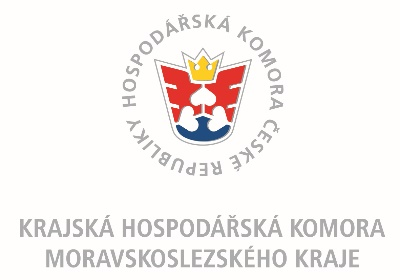 HOSPODÁŘSKÁ KOMORA ČESKÉ REPUBLIKY
KRAJSKÁ HOSPODÁŘSKÁ KOMORA
MORAVSKOSLEZSKÉHO KRAJE